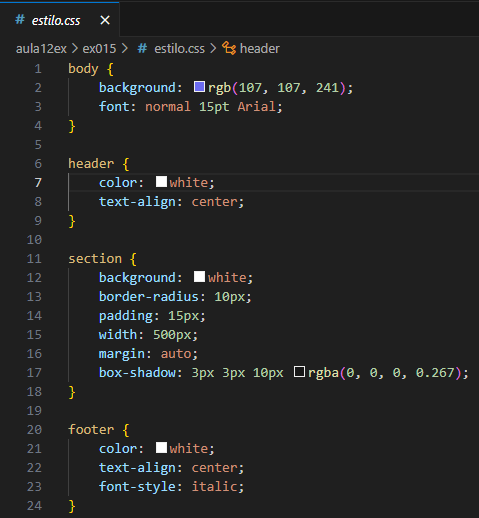 # estilo.css ×
aula12ex > ex015 > # estilo.css > header
1 body {
2 background: rgb(107, 107, 241);
3 font: normal 15pt Arial;
4 }
5
6 header {
7 color: white;
8 text-align: center;
9 }
10
11 section {
12 background: white;
13 border-radius: 10px;
14 padding: 15px;
15 width: 500px;
16 margin: auto;
17 box-shadow: 3px 3px 10px rgba(0, 0, 0, 0.267);
18 }
19
20 footer {
21 color: white;
22 text-align: center;
23 font-style: italic;
24 }